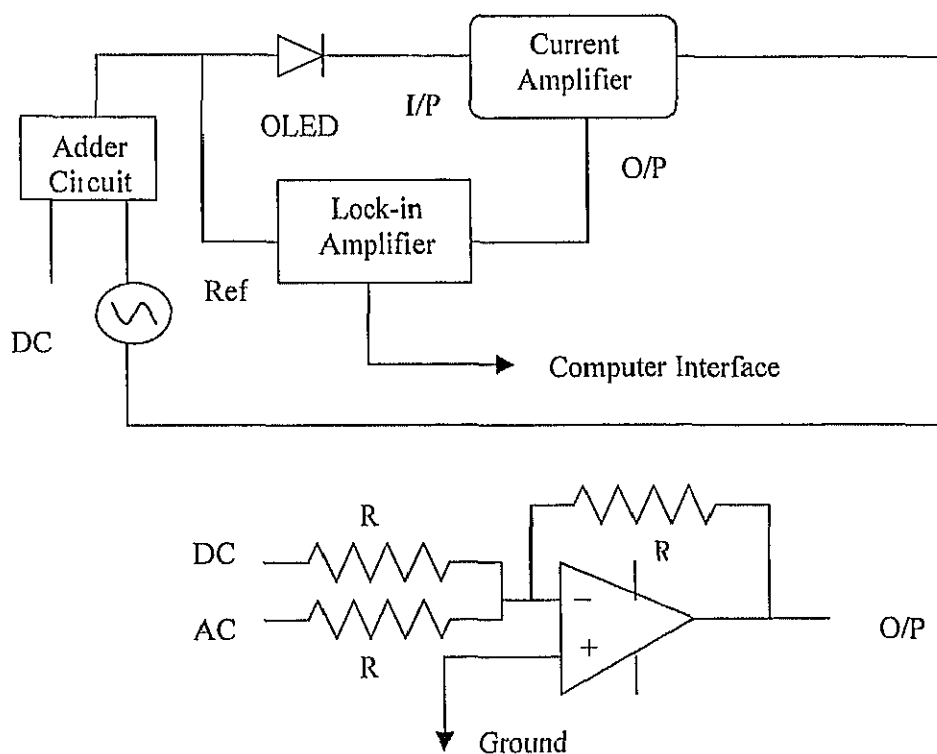 Current
Amplifier
I/P
OLED
Adder
Circuit
O/P
Lock-in
Amplifier
Ref
DC
Computer Interface
R
DC
R
AC
R
−
+
O/P
Ground